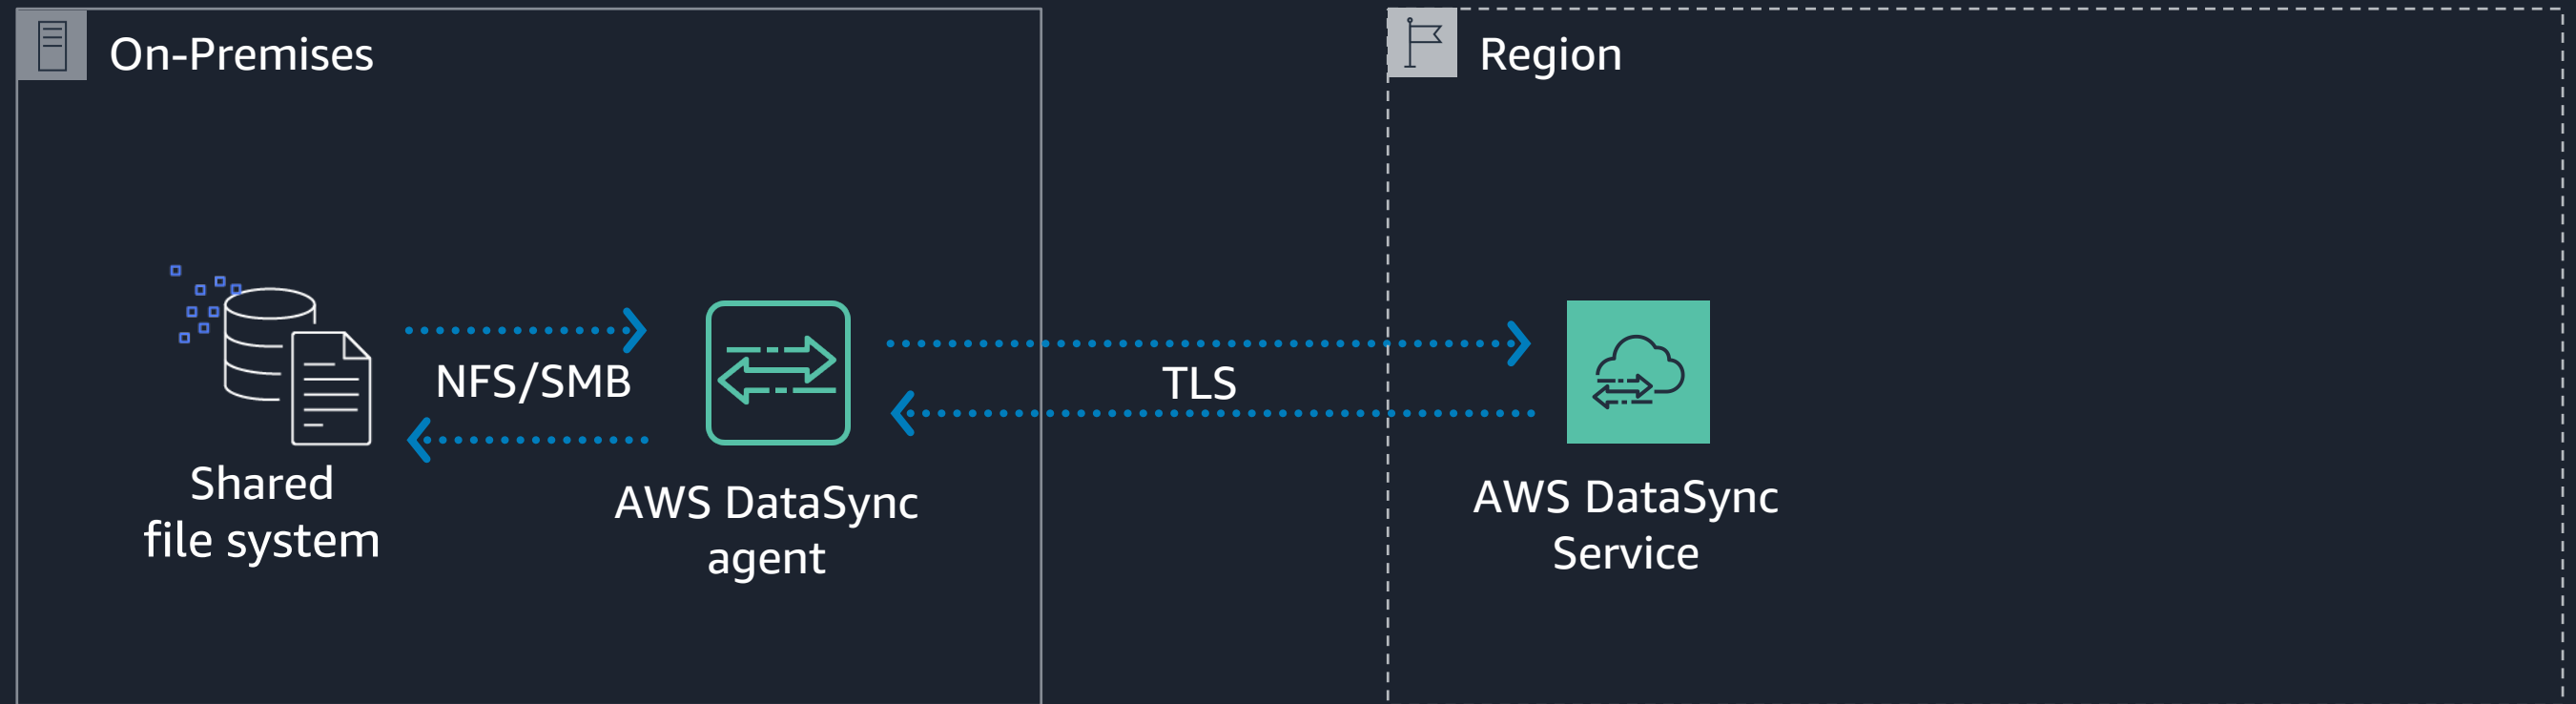 On-Premises
Region
NFS/SMB
TLS
Shared
file system
AWS DataSync
agent
AWS DataSync
Service